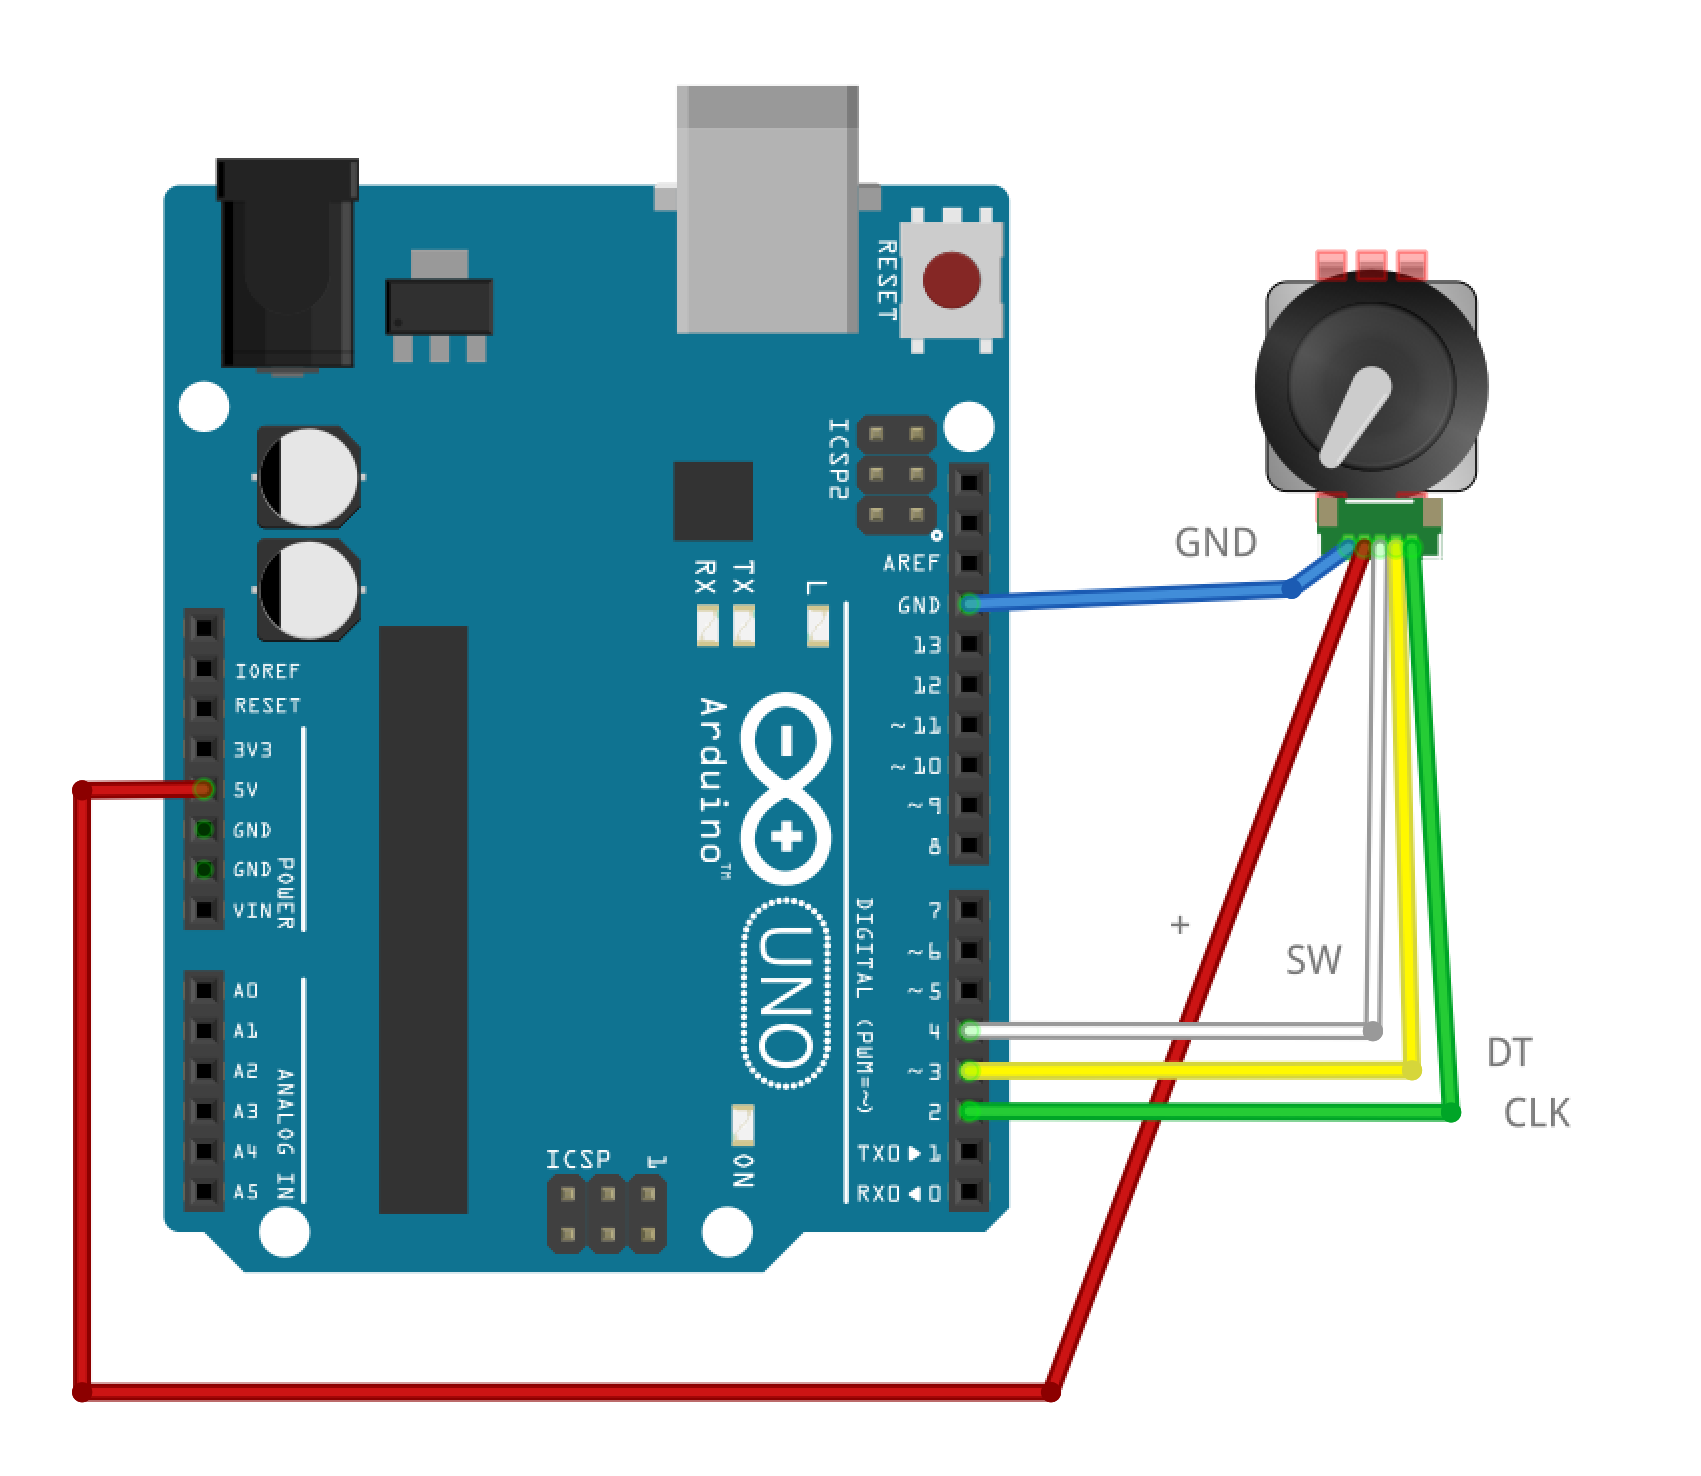 RESET
ICSP2
AREF
GND
13
12
~11
~10
~9
8
7
~6
~5
4
~3
2
TX0▶1
RX0◀0
DIGITAL (PWM=~)
RX
TX
L
Arduino™
UNO
ON
ICSP
1
IOREF
RESET
3V3
5V
GND
GND
VIN
POWER
A0
A1
A2
A3
A4
A5
ANALOG IN
GND
+
SW
DT
CLK